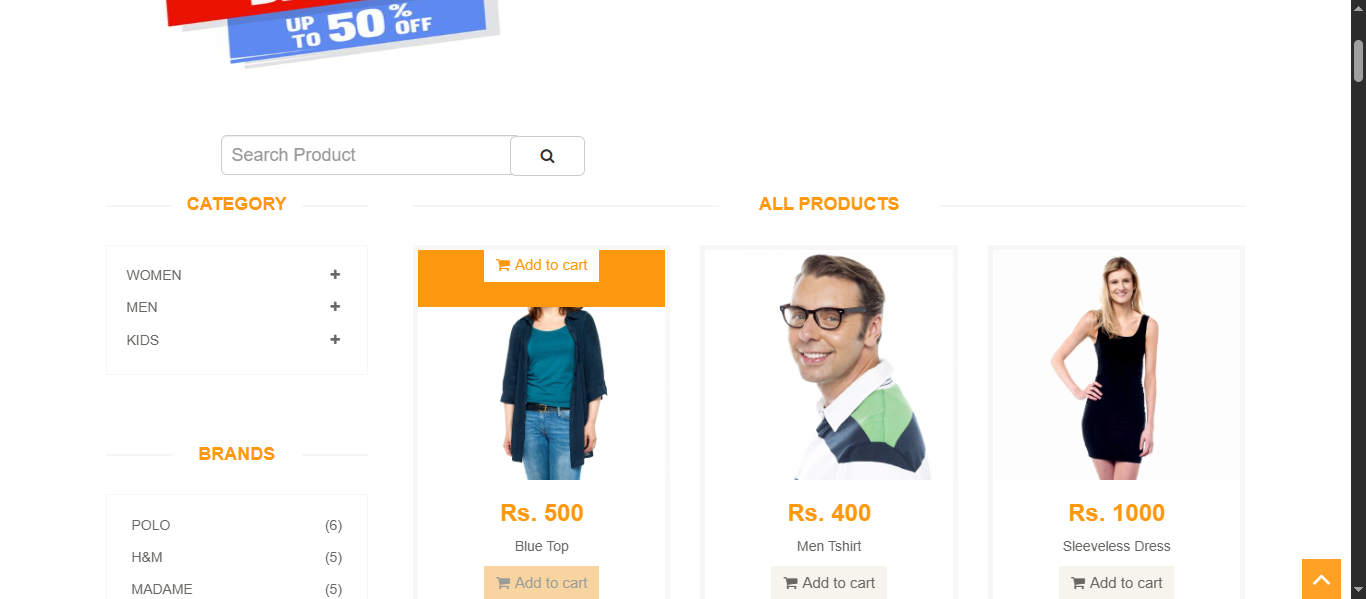 UP TO 50% OFF
Search Product
CATEGORY
WOMEN
MEN
KIDS
BRANDS
POLO (6)
H&M (5)
MADAME (5)
ALL PRODUCTS
Add to cart
Rs. 500
Blue Top
Add to cart
Rs. 400
Men Tshirt
Add to cart
Rs. 1000
Sleeveless Dress
Add to cart